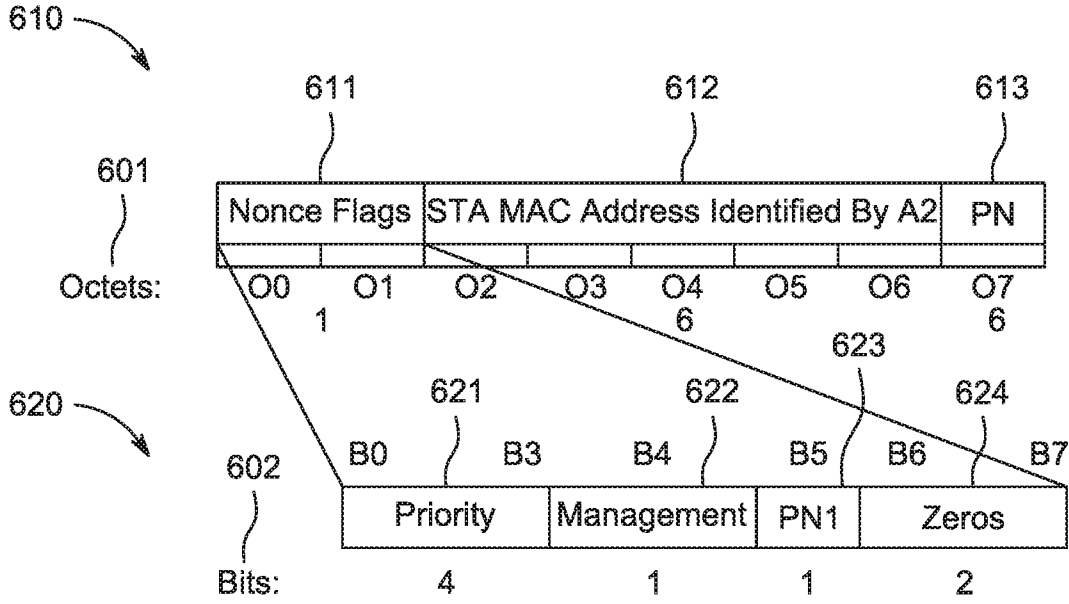 610
611 612 613
601
Nonce Flags STA MAC Address Identified By A2 PN
Octets: O0 O1 O2 O3 O4 O5 O6 O7
1 6 6
623
620 621 622 624
B0 B3 B4 B5 B6 B7
602
Priority Management PN1 Zeros
Bits: 4 1 1 2